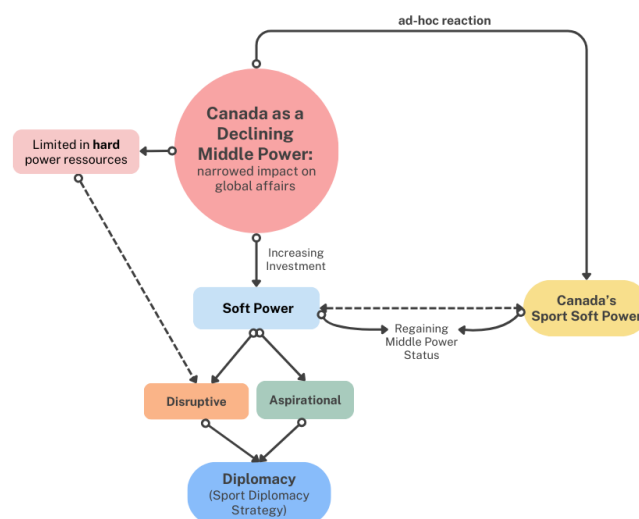 ad-hoc reaction
Canada as a
Declining
Middle Power:
narrowed impact on
global affairs
Limited in hard
power ressources
Increasing
Investment
Soft Power
Canada's
Sport Soft Power
Regaining
Middle Power
Status
Disruptive
Aspirational
Diplomacy
(Sport Diplomacy
Strategy)